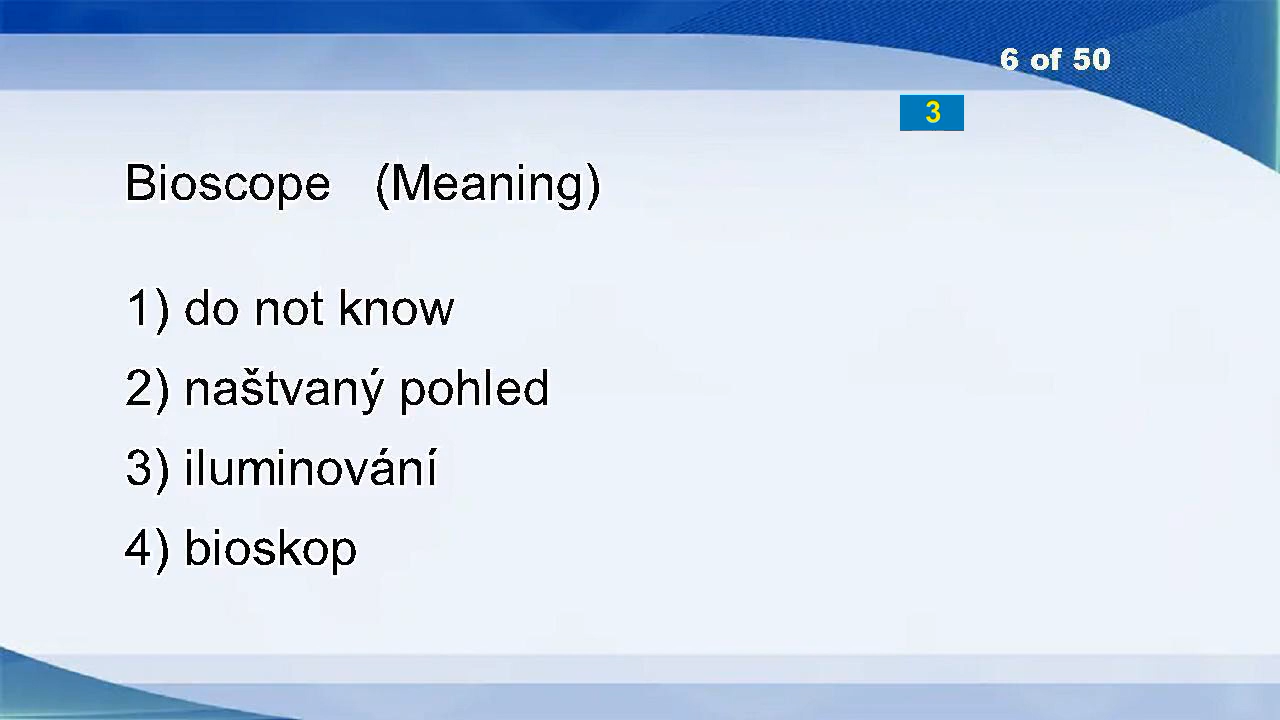 6 of 50
3
Bioscope (Meaning)
1) do not know
2) naštvaný pohled
3) iluminování
4) bioskop